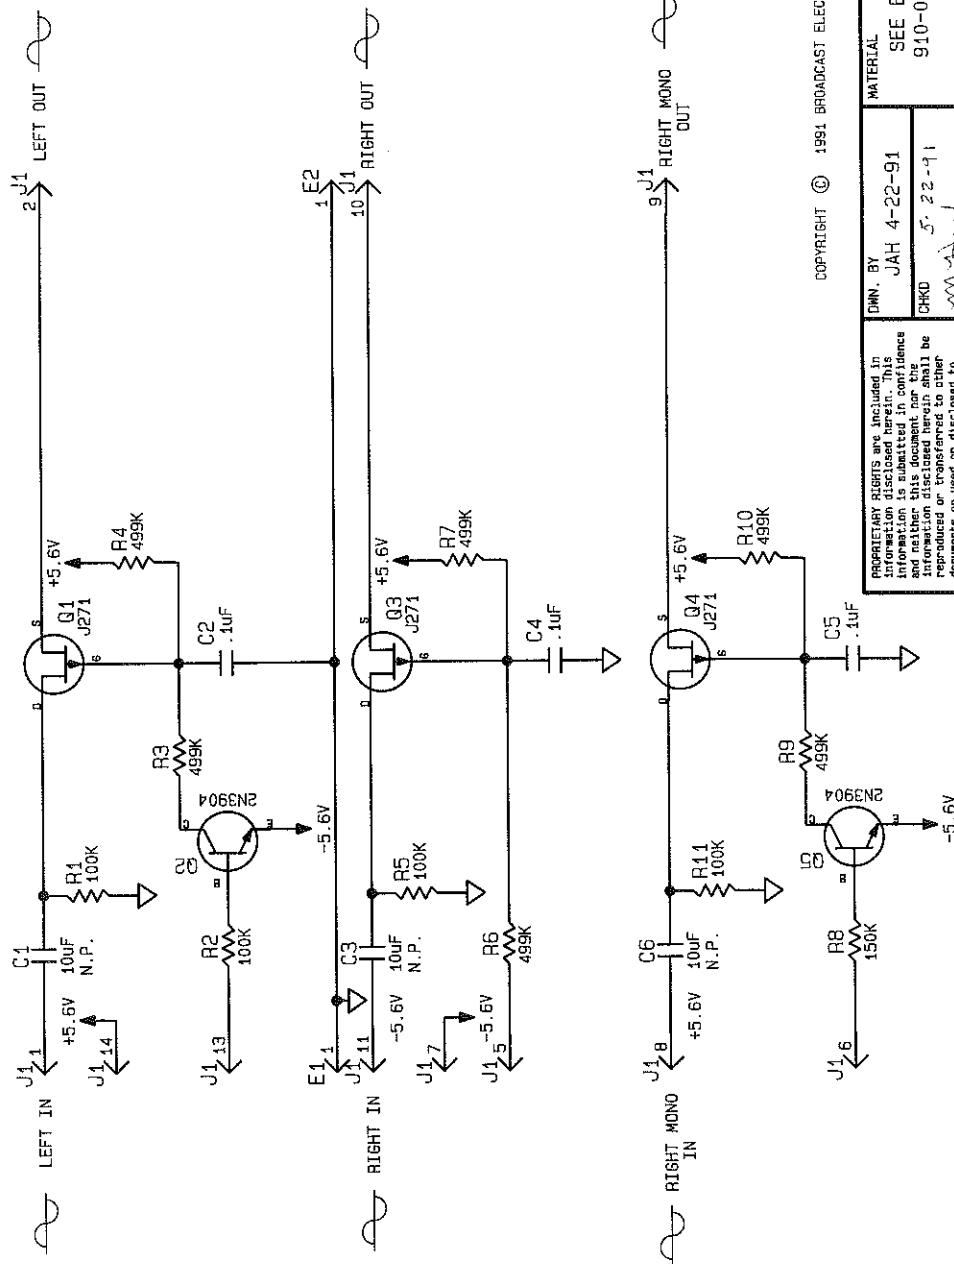 LEFT IN
J1 1
C1
10uF
N.P.
R1
100K
D
S
G
Q1
J271
J1
2
LEFT OUT
+5.6V
J1 14
+5.6V
R4
499K
J1 13
R2
100K
B
C
E
Q2
2N3904
-5.6V
R3
499K
C2
.1uF
E1 1
1 E2
RIGHT IN
J1 11
C3
10uF
N.P.
R5
100K
D
S
G
Q3
J271
10
J1
RIGHT OUT
-5.6V
J1 7
-5.6V
+5.6V
R7
499K
J1 5
R6
499K
C4
.1uF
RIGHT MONO
IN
J1 8
C6
10uF
N.P.
R11
100K
D
S
G
Q4
J271
9
J1
RIGHT MONO
OUT
+5.6V
+5.6V
R10
499K
J1 6
R8
150K
B
C
E
Q5
2N3904
-5.6V
R9
499K
C5
.1uF
COPYRIGHT © 1991 BROADCAST ELEC
PROPRIETARY RIGHTS are included in
information disclosed herein. This
information is submitted in confidence
and neither this document nor the
information disclosed herein shall be
reproduced or transferred to other
documents or used or disclosed to
DWN. BY
JAH 4-22-91
CHKD
5-22-91
MATERIAL
SEE
910-0